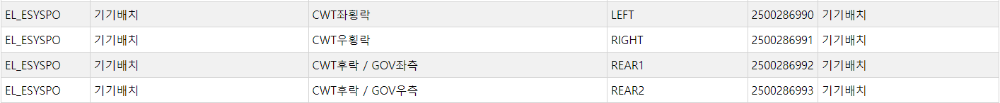 EL_ESYSPO 기기배치 CWT좌횡락 LEFT 2500286990 기기배치
EL_ESYSPO 기기배치 CWT우횡락 RIGHT 2500286991 기기배치
EL_ESYSPO 기기배치 CWT후락 / GOV좌측 REAR1 2500286992 기기배치
EL_ESYSPO 기기배치 CWT후락 / GOV우측 REAR2 2500286993 기기배치